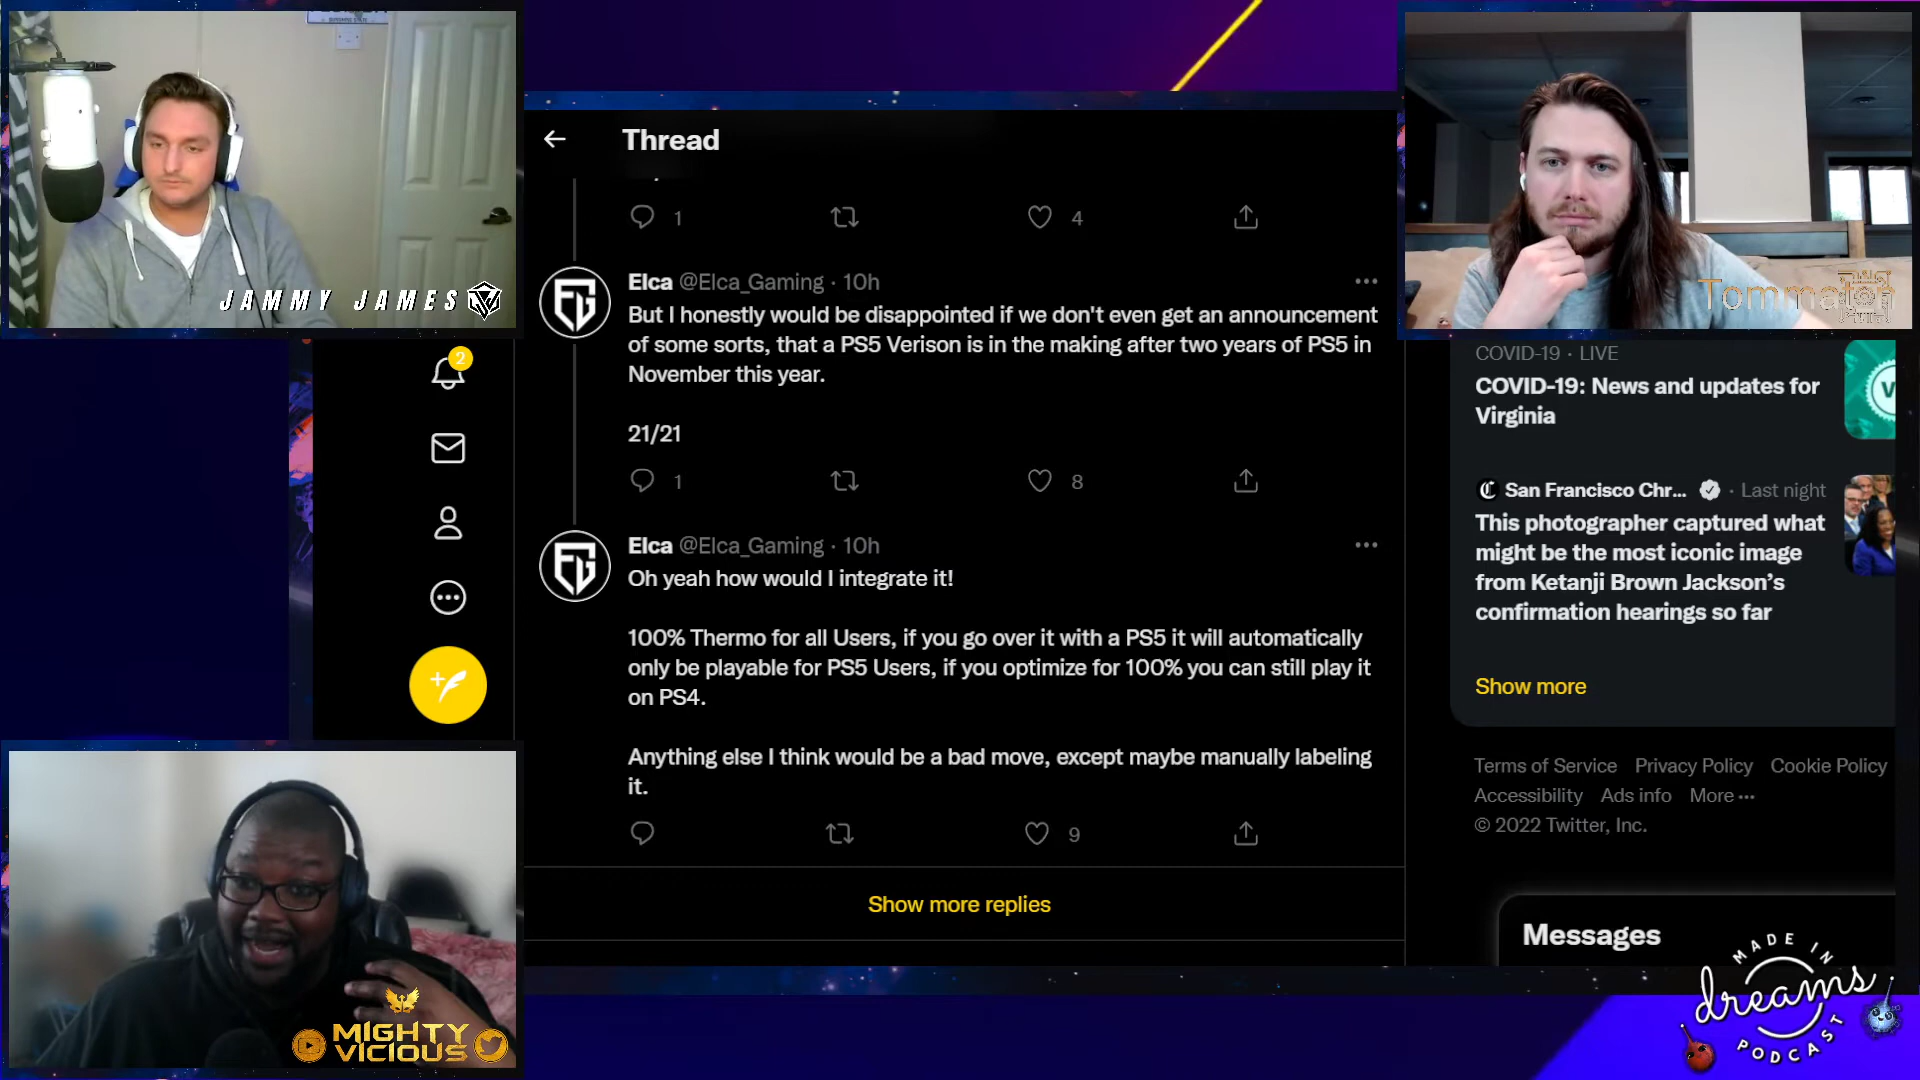 JAMMY JAMES
Thread
1
4
Elca @Elca_Gaming · 10h
But I honestly would be disappointed if we don't even get an announcement
of some sorts, that a PS5 Verison is in the making after two years of PS5 in
November this year.
21/21
1
8
Elca @Elca_Gaming · 10h
Oh yeah how would I integrate it!
100% Thermo for all Users, if you go over it with a PS5 it will automatically
only be playable for PS5 Users, if you optimize for 100% you can still play it
on PS4.
Anything else I think would be a bad move, except maybe manually labeling
it.
9
Show more replies
2
COVID-19 · LIVE
COVID-19: News and updates for
Virginia
San Francisco Chr... · Last night
This photographer captured what
might be the most iconic image
from Ketanji Brown Jackson's
confirmation hearings so far
Show more
Terms of Service Privacy Policy Cookie Policy
Accessibility Ads info More ···
© 2022 Twitter, Inc.
Messages
MIGHTY
VICIOUS
MADE IN
dreams
PODCAST